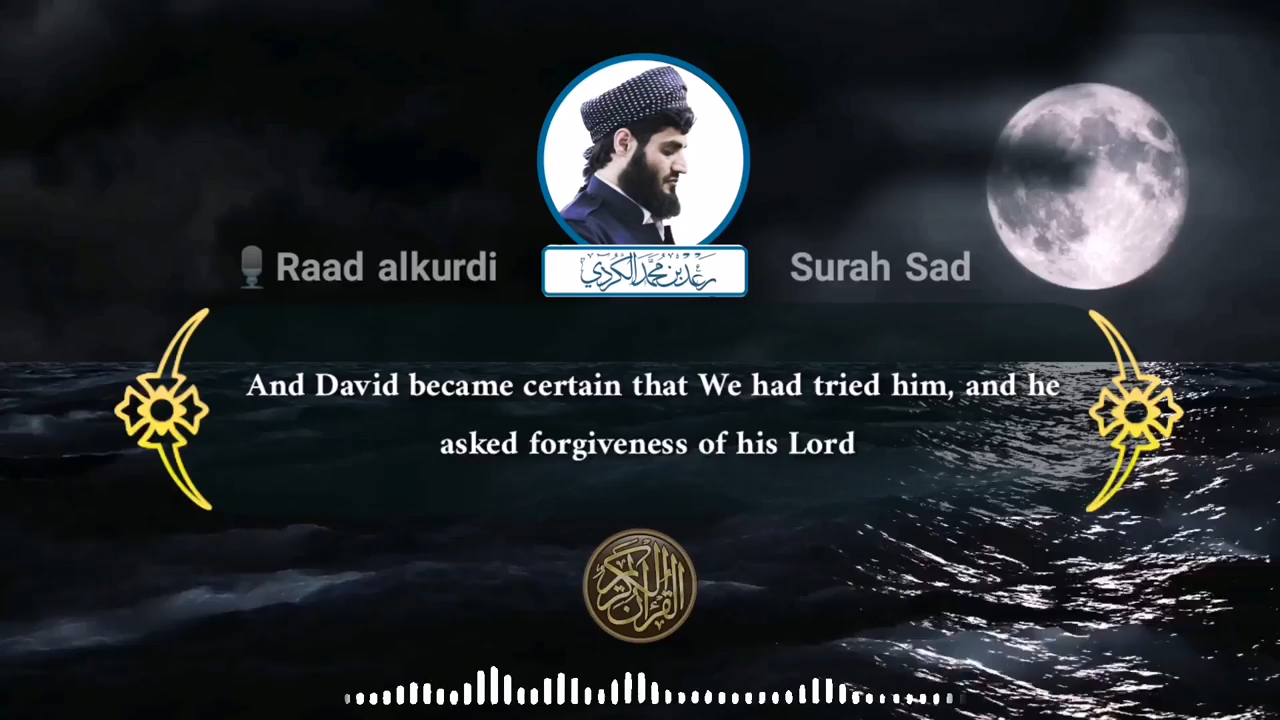 Raad alkurdi
رعد بن محمد الكردي
Surah Sad
And David became certain that We had tried him, and he
asked forgiveness of his Lord
القرآن الكريم